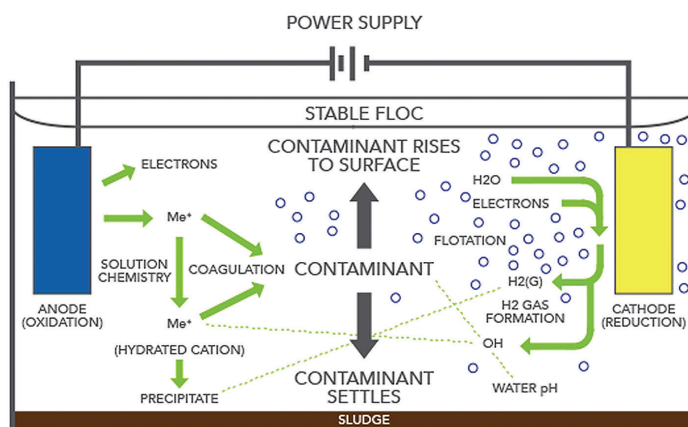 POWER SUPPLY
STABLE FLOC
CONTAMINANT RISES
TO SURFACE
ELECTRONS
Me⁺
SOLUTION
CHEMISTRY
COAGULATION
CONTAMINANT
ANODE
(OXIDATION)
Me⁺
(HYDRATED CATION)
PRECIPITATE
CONTAMINANT
SETTLES
H2O
ELECTRONS
FLOTATION
H2(G)
H2 GAS
FORMATION
OH
WATER pH
CATHODE
(REDUCTION)
SLUDGE